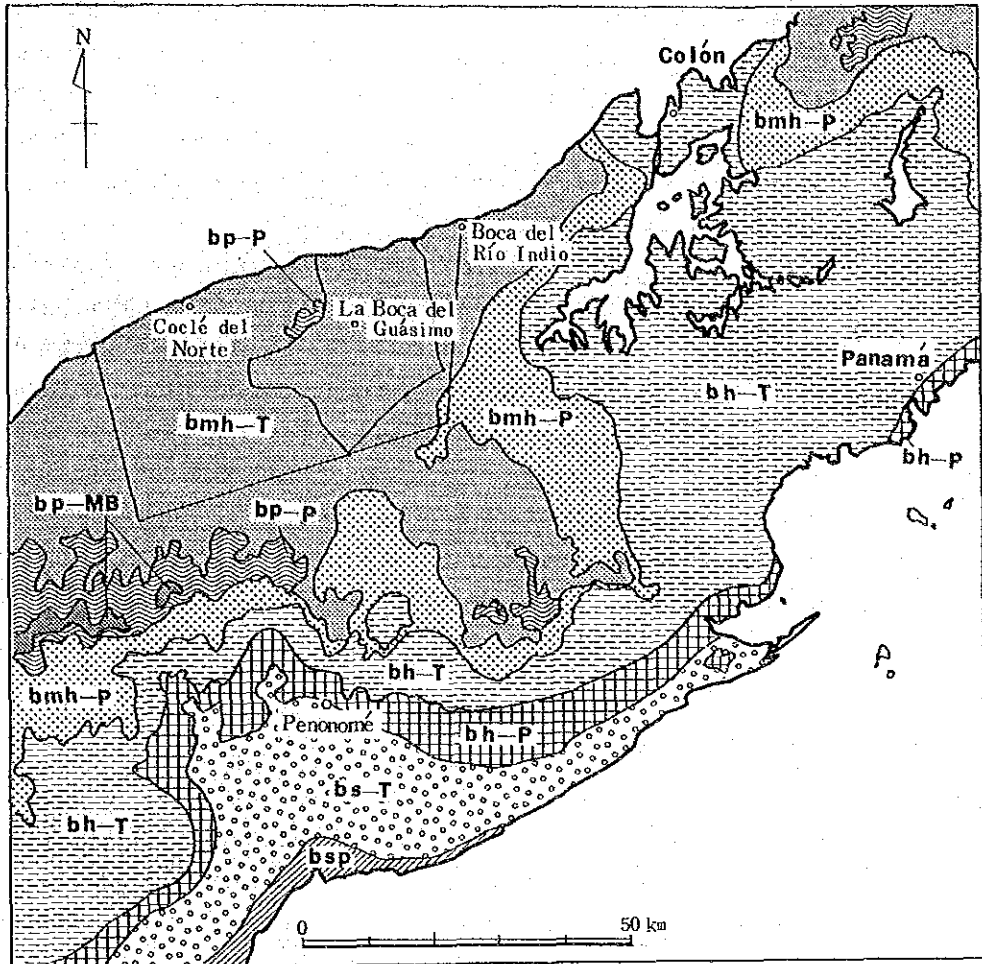 N
Colón
bmh-P
bp-P
Boca del
Río Indio
La Boca del
Guásimo
Coclé del
Norte
Panamá
bmh-T
bmh-P
bh-T
bh-p
bp-MB
bp-P
bmh-P
bh-T
Penonomé
bh-P
bs-T
bh-T
bsp
0
50 km